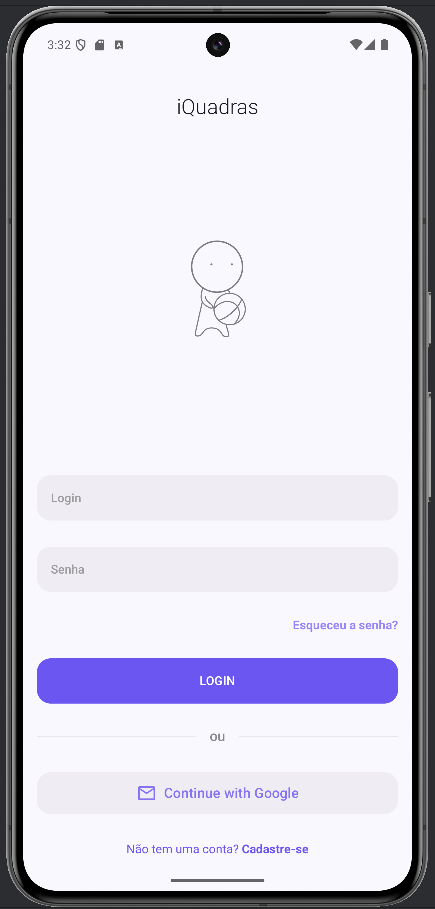 3:32
iQuadras
Login
Senha
Esqueceu a senha?
LOGIN
ou
Continue with Google
Não tem uma conta? Cadastre-se